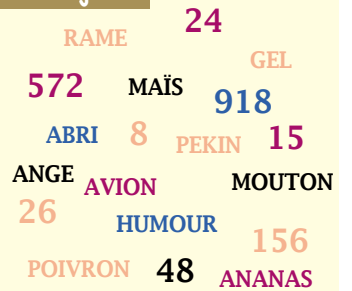 24
RAME
GEL
572
MAÏS
918
ABRI
8
PEKIN
15
ANGE
AVION
MOUTON
26
HUMOUR
156
POIVRON
48
ANANAS